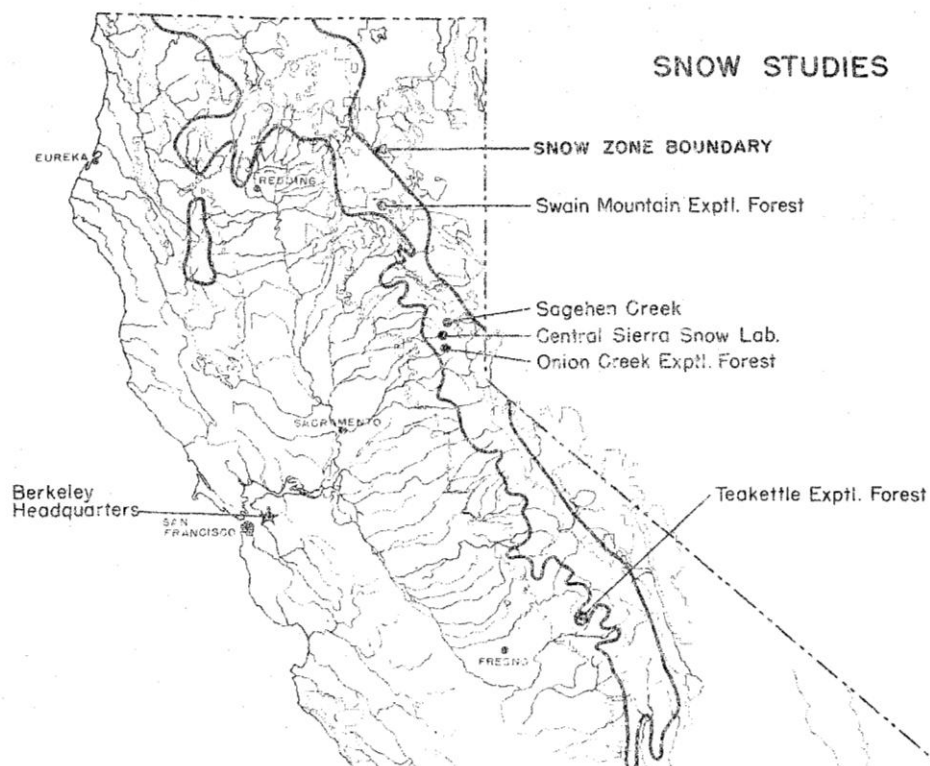 SNOW STUDIES
SNOW ZONE BOUNDARY
EUREKA
REDDING
Swain Mountain Exptl. Forest
Sagehen Creek
Central Sierra Snow Lab.
Onion Creek Exptl. Forest
SACRAMENTO
Berkeley
Headquarters
SAN
FRANCISCO
Teakettle Exptl. Forest
FRESNO